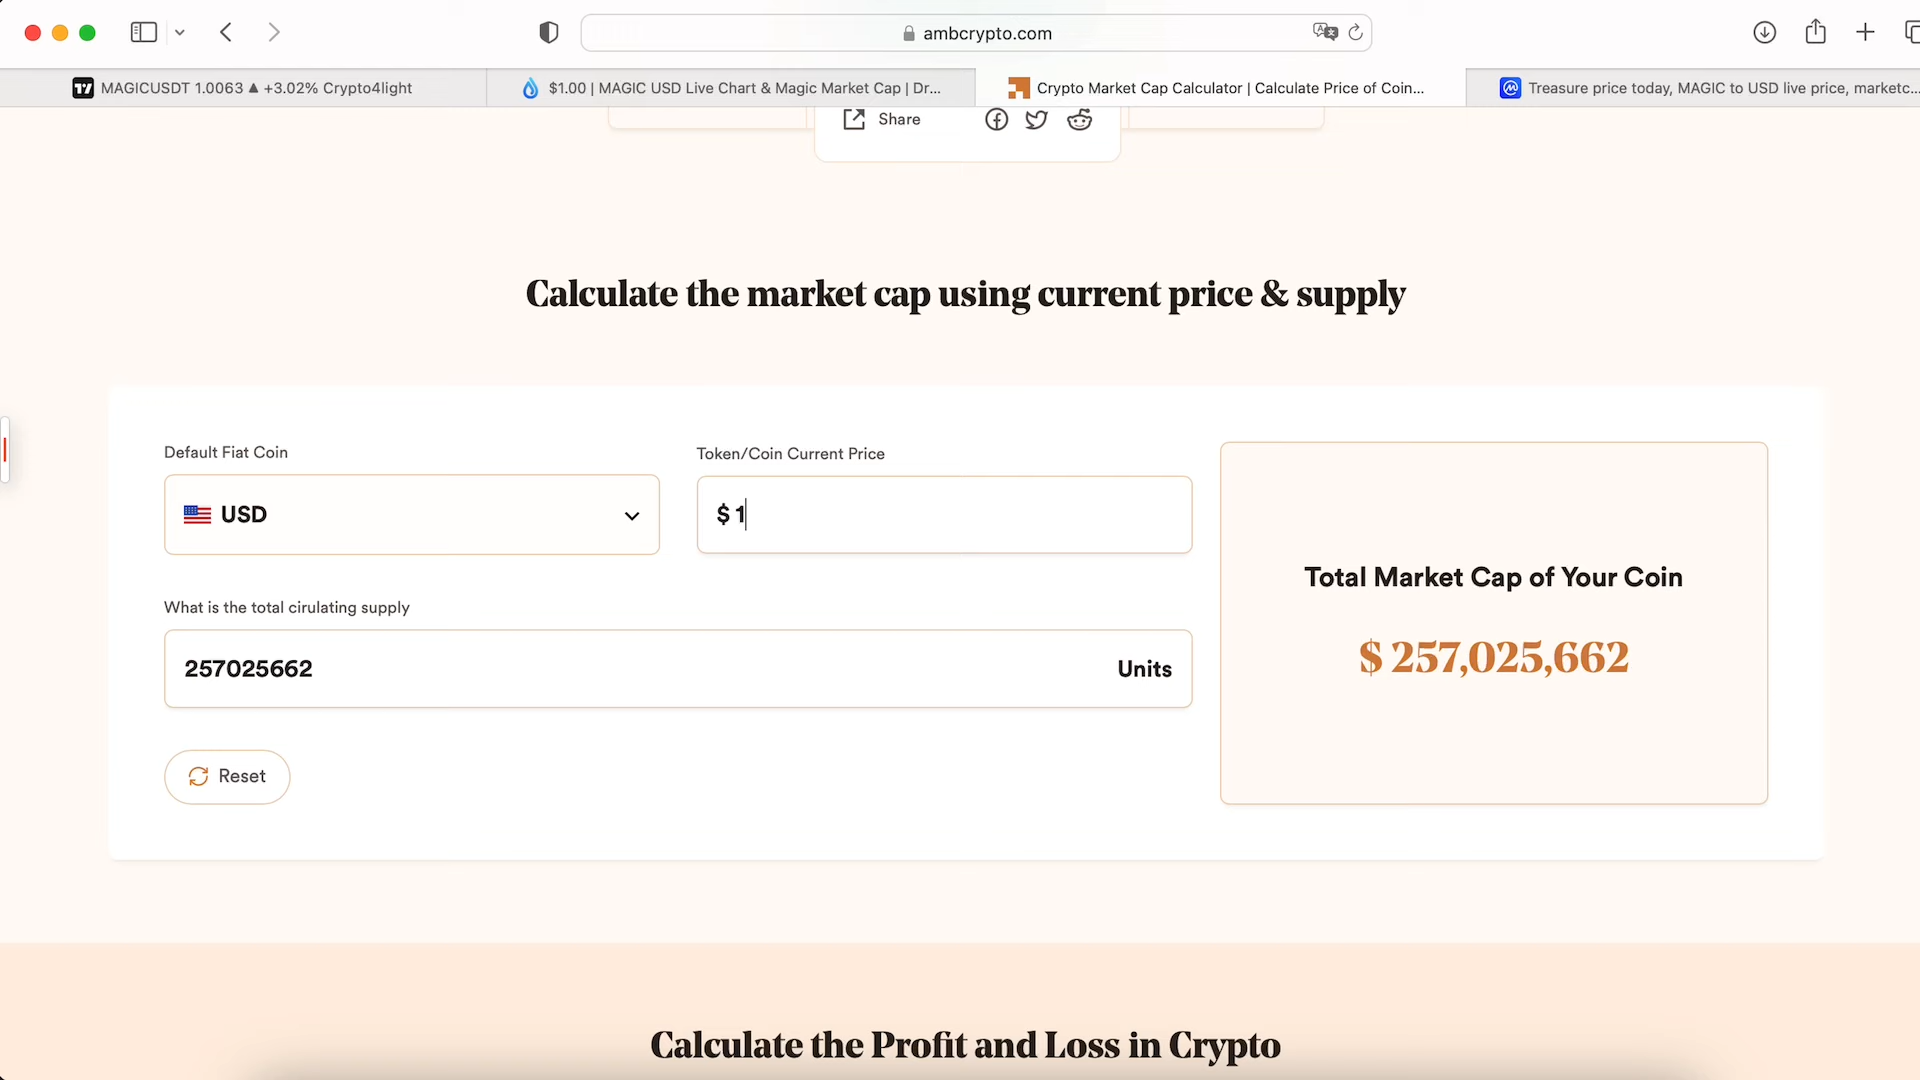 ambcrypto.com
MAGICUSDT 1.0063 ▲ +3.02% Crypto4light
$1.00 | MAGIC USD Live Chart & Magic Market Cap | Dr...
Crypto Market Cap Calculator | Calculate Price of Coin...
Treasure price today, MAGIC to USD live price, marketc...
Share
Calculate the market cap using current price & supply
Default Fiat Coin
Token/Coin Current Price
USD
$ 1
What is the total cirulating supply
257025662
Units
Reset
Total Market Cap of Your Coin
$ 257,025,662
Calculate the Profit and Loss in Crypto